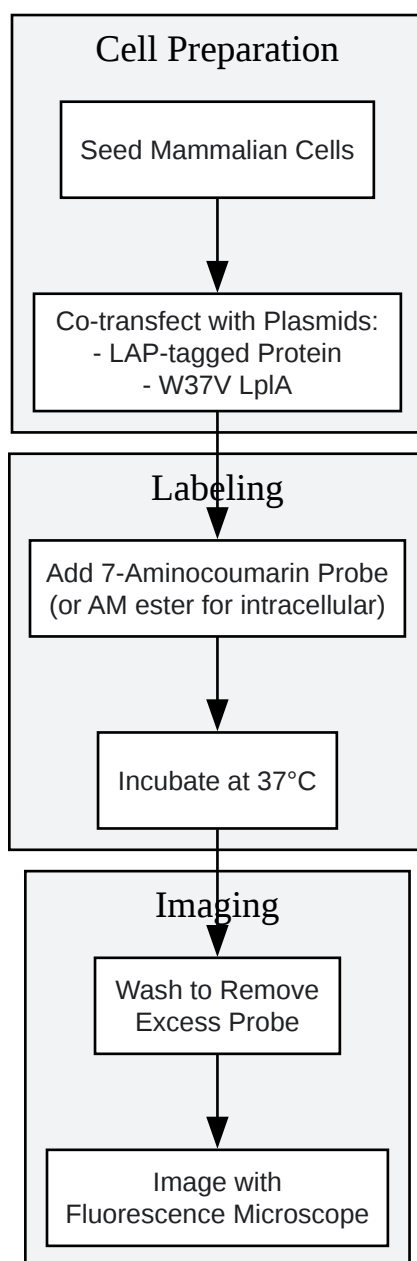 Cell Preparation
Seed Mammalian Cells
Co-transfect with Plasmids:
- LAP-tagged Protein
- W37V LplA
Labeling
Add 7-Aminocoumarin Probe
(or AM ester for intracellular)
Incubate at 37°C
Imaging
Wash to Remove
Excess Probe
Image with
Fluorescence Microscope